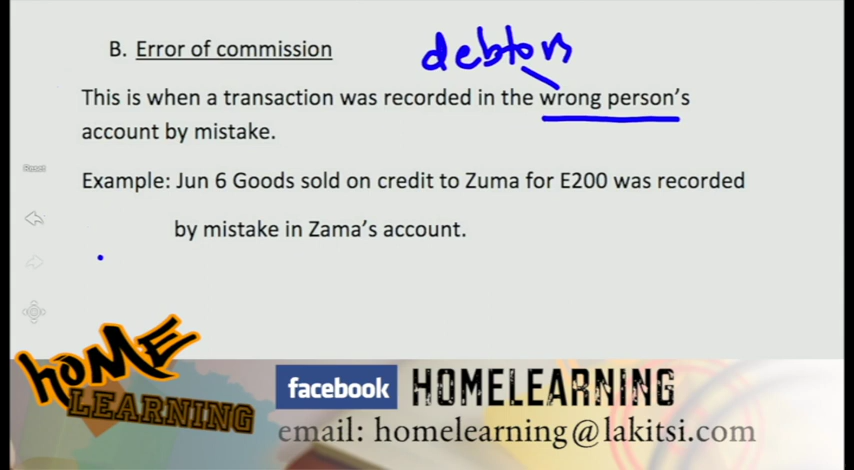 B. Error of commission
debtors
This is when a transaction was recorded in the wrong person's
account by mistake.
Reset
Example: Jun 6 Goods sold on credit to Zuma for E200 was recorded
by mistake in Zama's account.
HOME
LEARNING
facebook HOMELEARNING
email: homelearning@lakitsi.com